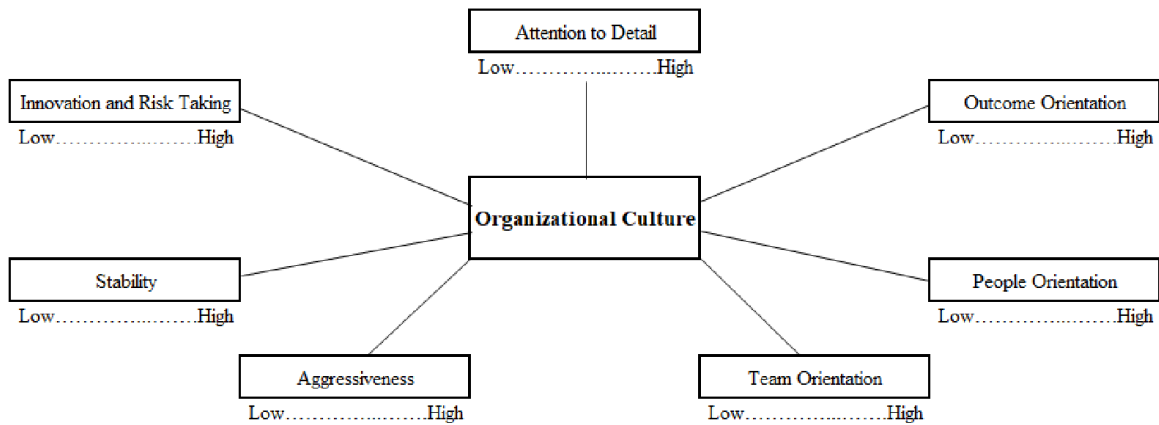 Attention to Detail
Low…………...…….High
Innovation and Risk Taking
Low…………...…….High
Outcome Orientation
Low…………...…….High
Organizational Culture
Stability
Low…………...…….High
People Orientation
Low…………...…….High
Aggressiveness
Low…………...…….High
Team Orientation
Low…………...…….High